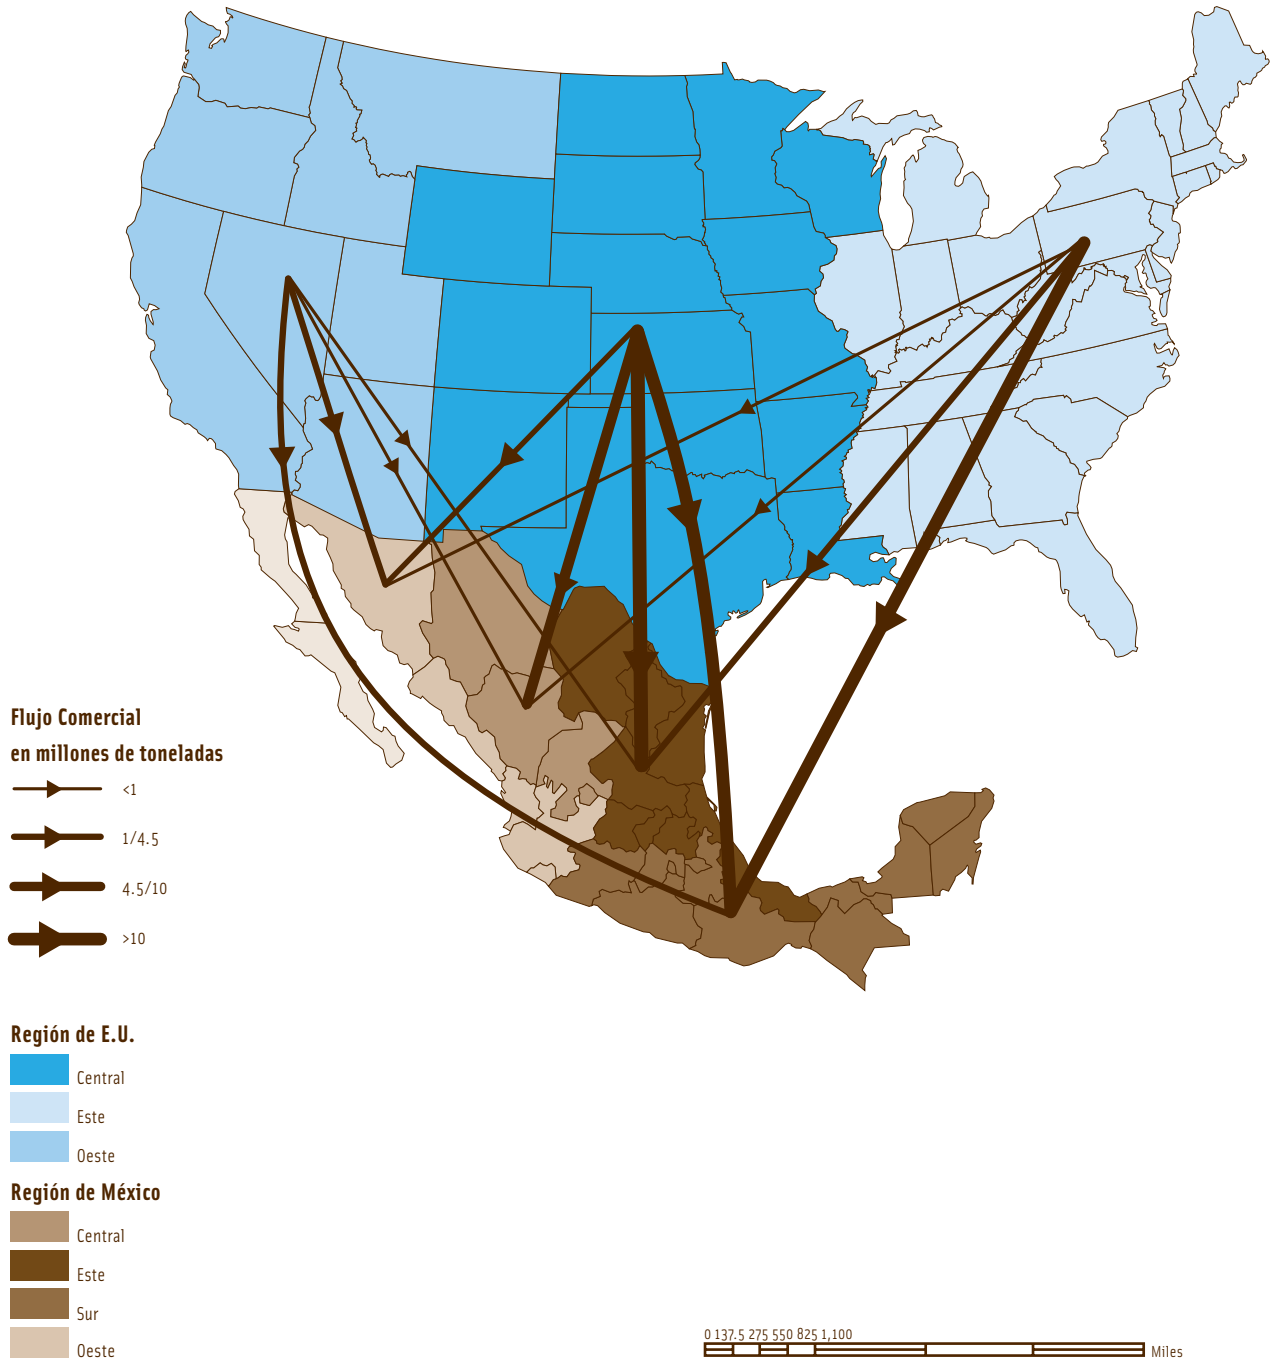 Flujo Comercial
en millones de toneladas
<1
1/4.5
4.5/10
>10
Región de E.U.
Central
Este
Oeste
Región de México
Central
Este
Sur
Oeste
0 137.5 275 550 825 1,100
Miles